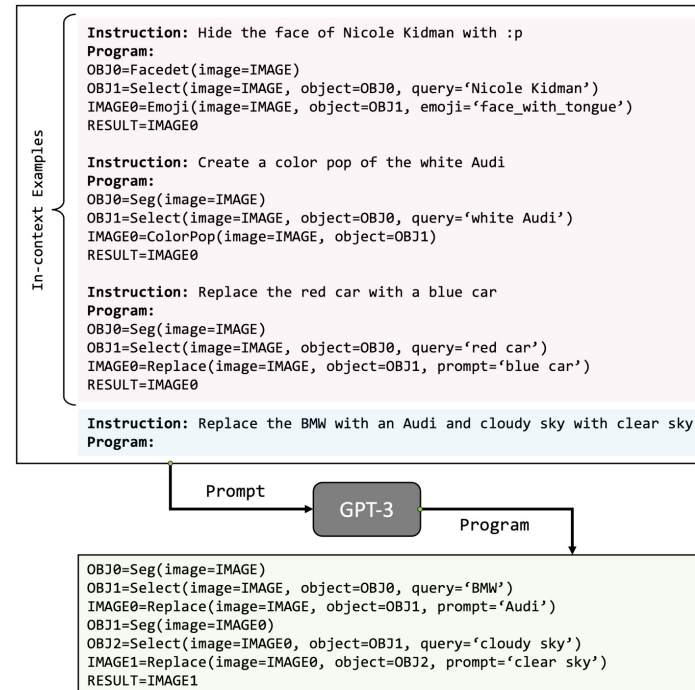 In-context Examples
Instruction: Hide the face of Nicole Kidman with :p
Program:
OBJ0=Facedet(image=IMAGE)
OBJ1=Select(image=IMAGE, object=OBJ0, query=‘Nicole Kidman’)
IMAGE0=Emoji(image=IMAGE, object=OBJ1, emoji=‘face_with_tongue’)
RESULT=IMAGE0
Instruction: Create a color pop of the white Audi
Program:
OBJ0=Seg(image=IMAGE)
OBJ1=Select(image=IMAGE, object=OBJ0, query=‘white Audi’)
IMAGE0=ColorPop(image=IMAGE, object=OBJ1)
RESULT=IMAGE0
Instruction: Replace the red car with a blue car
Program:
OBJ0=Seg(image=IMAGE)
OBJ1=Select(image=IMAGE, object=OBJ0, query=‘red car’)
IMAGE0=Replace(image=IMAGE, object=OBJ1, prompt=‘blue car’)
RESULT=IMAGE0
Instruction: Replace the BMW with an Audi and cloudy sky with clear sky
Program:
Prompt
GPT-3
Program
OBJ0=Seg(image=IMAGE)
OBJ1=Select(image=IMAGE, object=OBJ0, query=‘BMW’)
IMAGE0=Replace(image=IMAGE, object=OBJ1, prompt=‘Audi’)
OBJ1=Seg(image=IMAGE0)
OBJ2=Select(image=IMAGE0, object=OBJ1, query=‘cloudy sky’)
IMAGE1=Replace(image=IMAGE0, object=OBJ2, prompt=‘clear sky’)
RESULT=IMAGE1